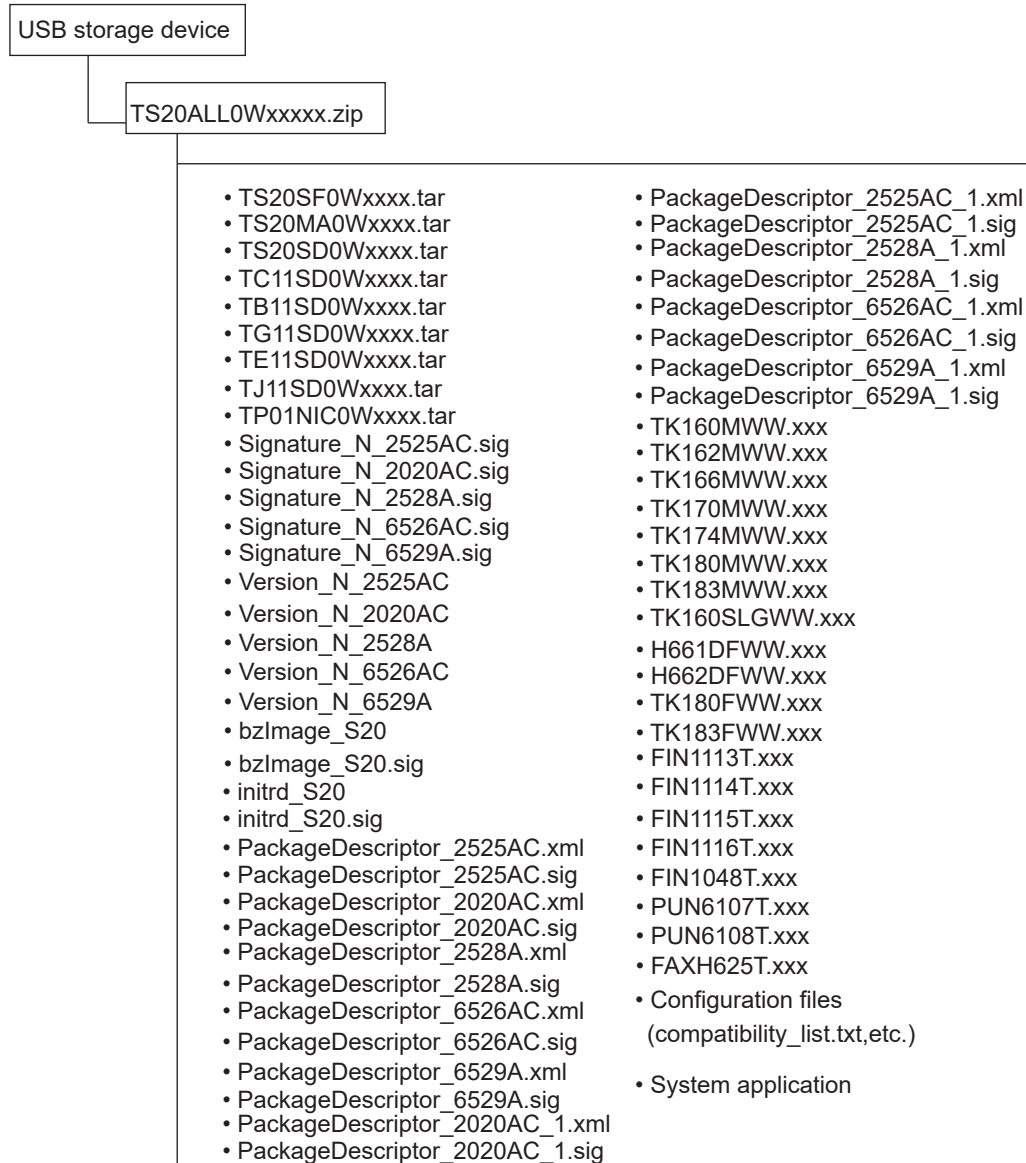 USB storage device
TS20ALL0Wxxxxx.zip
• TS20SF0Wxxxx.tar
• TS20MA0Wxxxx.tar
• TS20SD0Wxxxx.tar
• TC11SD0Wxxxx.tar
• TB11SD0Wxxxx.tar
• TG11SD0Wxxxx.tar
• TE11SD0Wxxxx.tar
• TJ11SD0Wxxxx.tar
• TP01NIC0Wxxxx.tar
• Signature_N_2525AC.sig
• Signature_N_2020AC.sig
• Signature_N_2528A.sig
• Signature_N_6526AC.sig
• Signature_N_6529A.sig
• Version_N_2525AC
• Version_N_2020AC
• Version_N_2528A
• Version_N_6526AC
• Version_N_6529A
• bzImage_S20
• bzImage_S20.sig
• initrd_S20
• initrd_S20.sig
• PackageDescriptor_2525AC.xml
• PackageDescriptor_2525AC.sig
• PackageDescriptor_2020AC.xml
• PackageDescriptor_2020AC.sig
• PackageDescriptor_2528A.xml
• PackageDescriptor_2528A.sig
• PackageDescriptor_6526AC.xml
• PackageDescriptor_6526AC.sig
• PackageDescriptor_6529A.xml
• PackageDescriptor_6529A.sig
• PackageDescriptor_2020AC_1.xml
• PackageDescriptor_2020AC_1.sig
• PackageDescriptor_2525AC_1.xml
• PackageDescriptor_2525AC_1.sig
• PackageDescriptor_2528A_1.xml
• PackageDescriptor_2528A_1.sig
• PackageDescriptor_6526AC_1.xml
• PackageDescriptor_6526AC_1.sig
• PackageDescriptor_6529A_1.xml
• PackageDescriptor_6529A_1.sig
• TK160MWW.xxx
• TK162MWW.xxx
• TK166MWW.xxx
• TK170MWW.xxx
• TK174MWW.xxx
• TK180MWW.xxx
• TK183MWW.xxx
• TK160SLGWW.xxx
• H661DFWW.xxx
• H662DFWW.xxx
• TK180FWW.xxx
• TK183FWW.xxx
• FIN1113T.xxx
• FIN1114T.xxx
• FIN1115T.xxx
• FIN1116T.xxx
• FIN1048T.xxx
• PUN6107T.xxx
• PUN6108T.xxx
• FAXH625T.xxx
• Configuration files
(compatibility_list.txt,etc.)
• System application